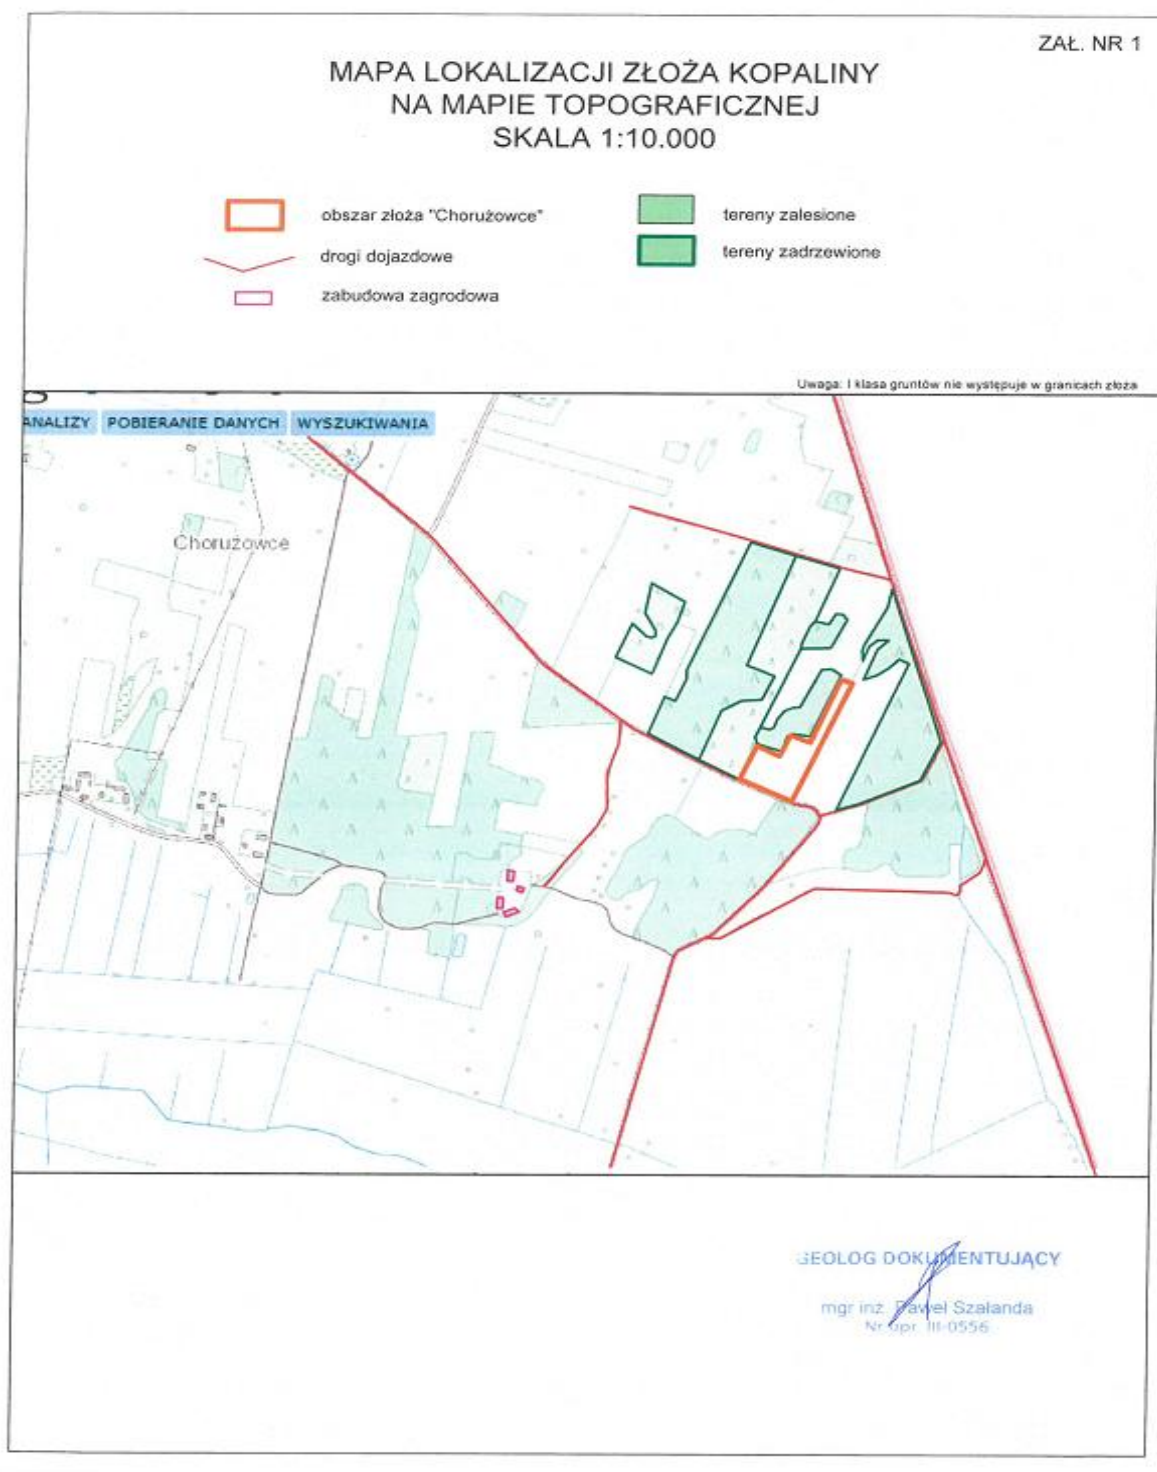 ZAŁ. NR 1
MAPA LOKALIZACJI ZŁOŻA KOPALINY
NA MAPIE TOPOGRAFICZNEJ
SKALA 1:10.000
obszar złoża "Chorużowce"
drogi dojazdowe
zabudowa zagrodowa
tereny zalesione
tereny zadrzewione
Uwaga: I klasa gruntów nie występuje w granicach złoża
ANALIZY POBIERANIE DANYCH WYSZUKIWANIA
Chorużowce
GEOLOG DOKUMENTUJĄCY
mgr inż. Paweł Szałanda
Nr upr. III-0556